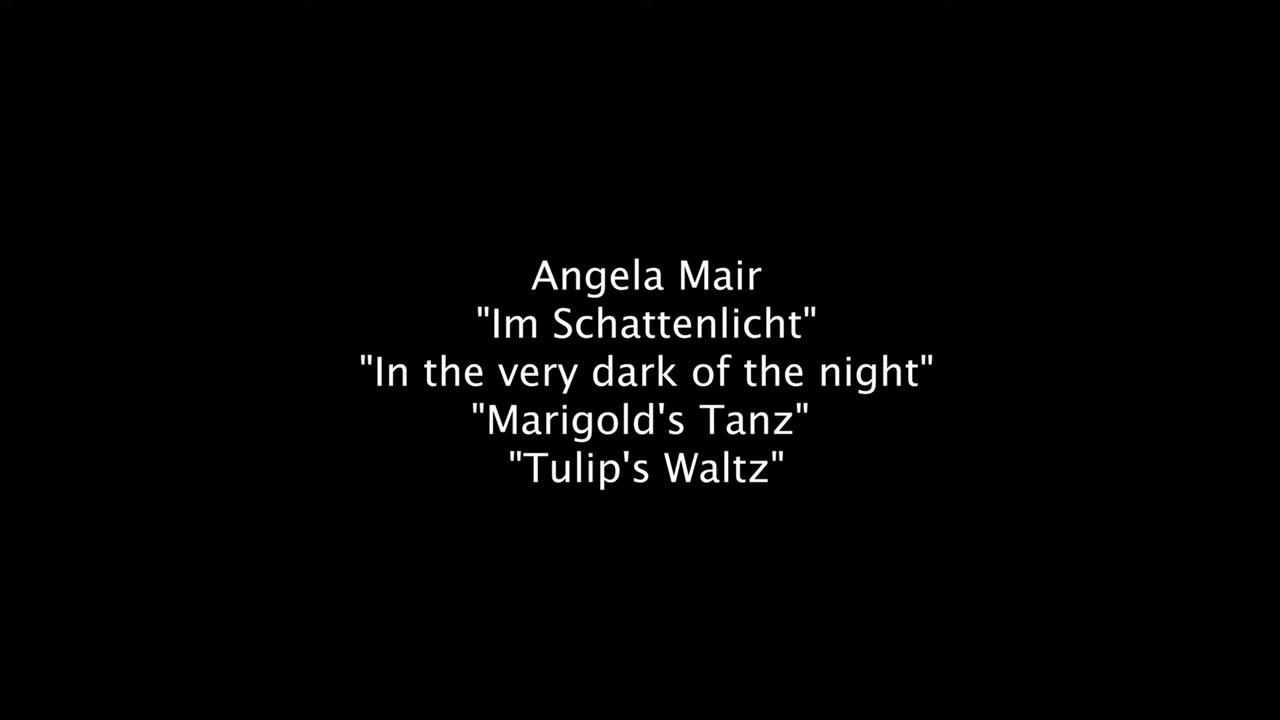 Angela Mair
"Im Schattenlicht"
"In the very dark of the night"
"Marigold's Tanz"
"Tulip's Waltz"